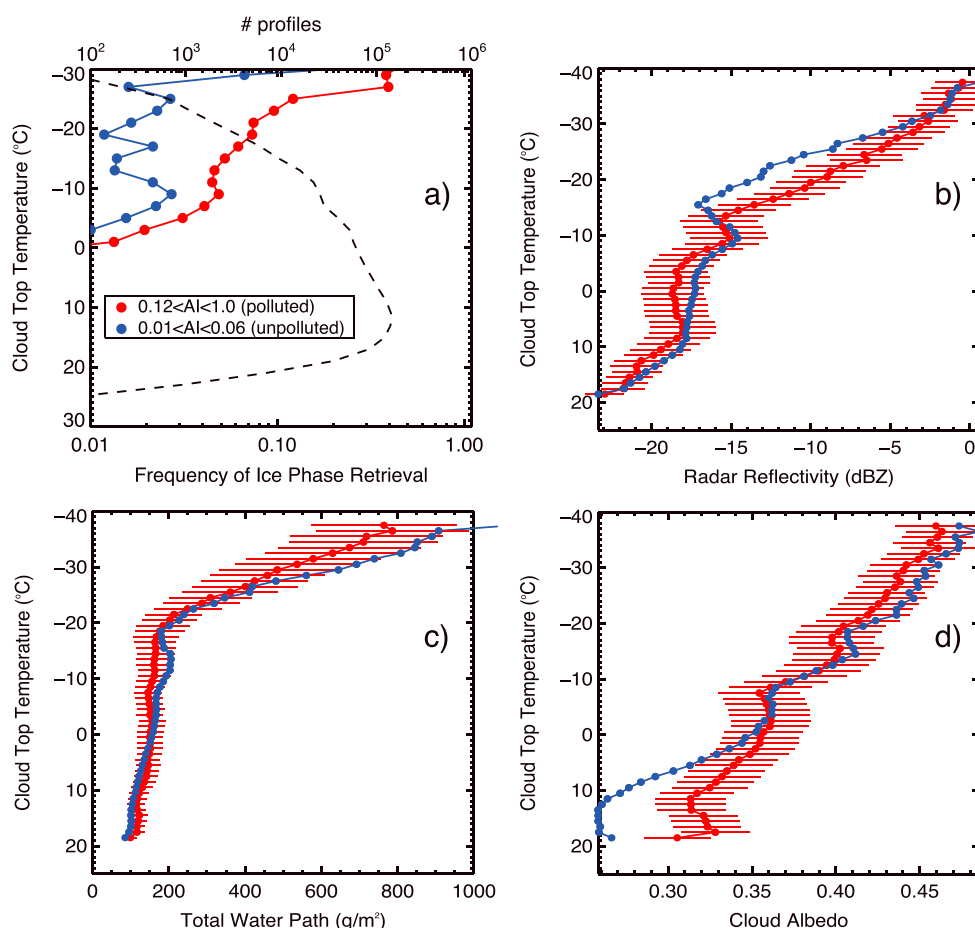 # profiles
10² 10³ 10⁴ 10⁵ 10⁶
−30
−20
−10
0
10
20
30
Cloud Top Temperature (°C)
a)
0.12<AI<1.0 (polluted)
0.01<AI<0.06 (unpolluted)
0.01 0.10 1.00
Frequency of Ice Phase Retrieval
−40
−30
−20
−10
0
10
20
Cloud Top Temperature (°C)
b)
−20 −15 −10 −5 0
Radar Reflectivity (dBZ)
−40
−30
−20
−10
0
10
20
Cloud Top Temperature (°C)
c)
0 200 400 600 800 1000
Total Water Path (g/m²)
−40
−30
−20
−10
0
10
20
Cloud Top Temperature (°C)
d)
0.30 0.35 0.40 0.45
Cloud Albedo